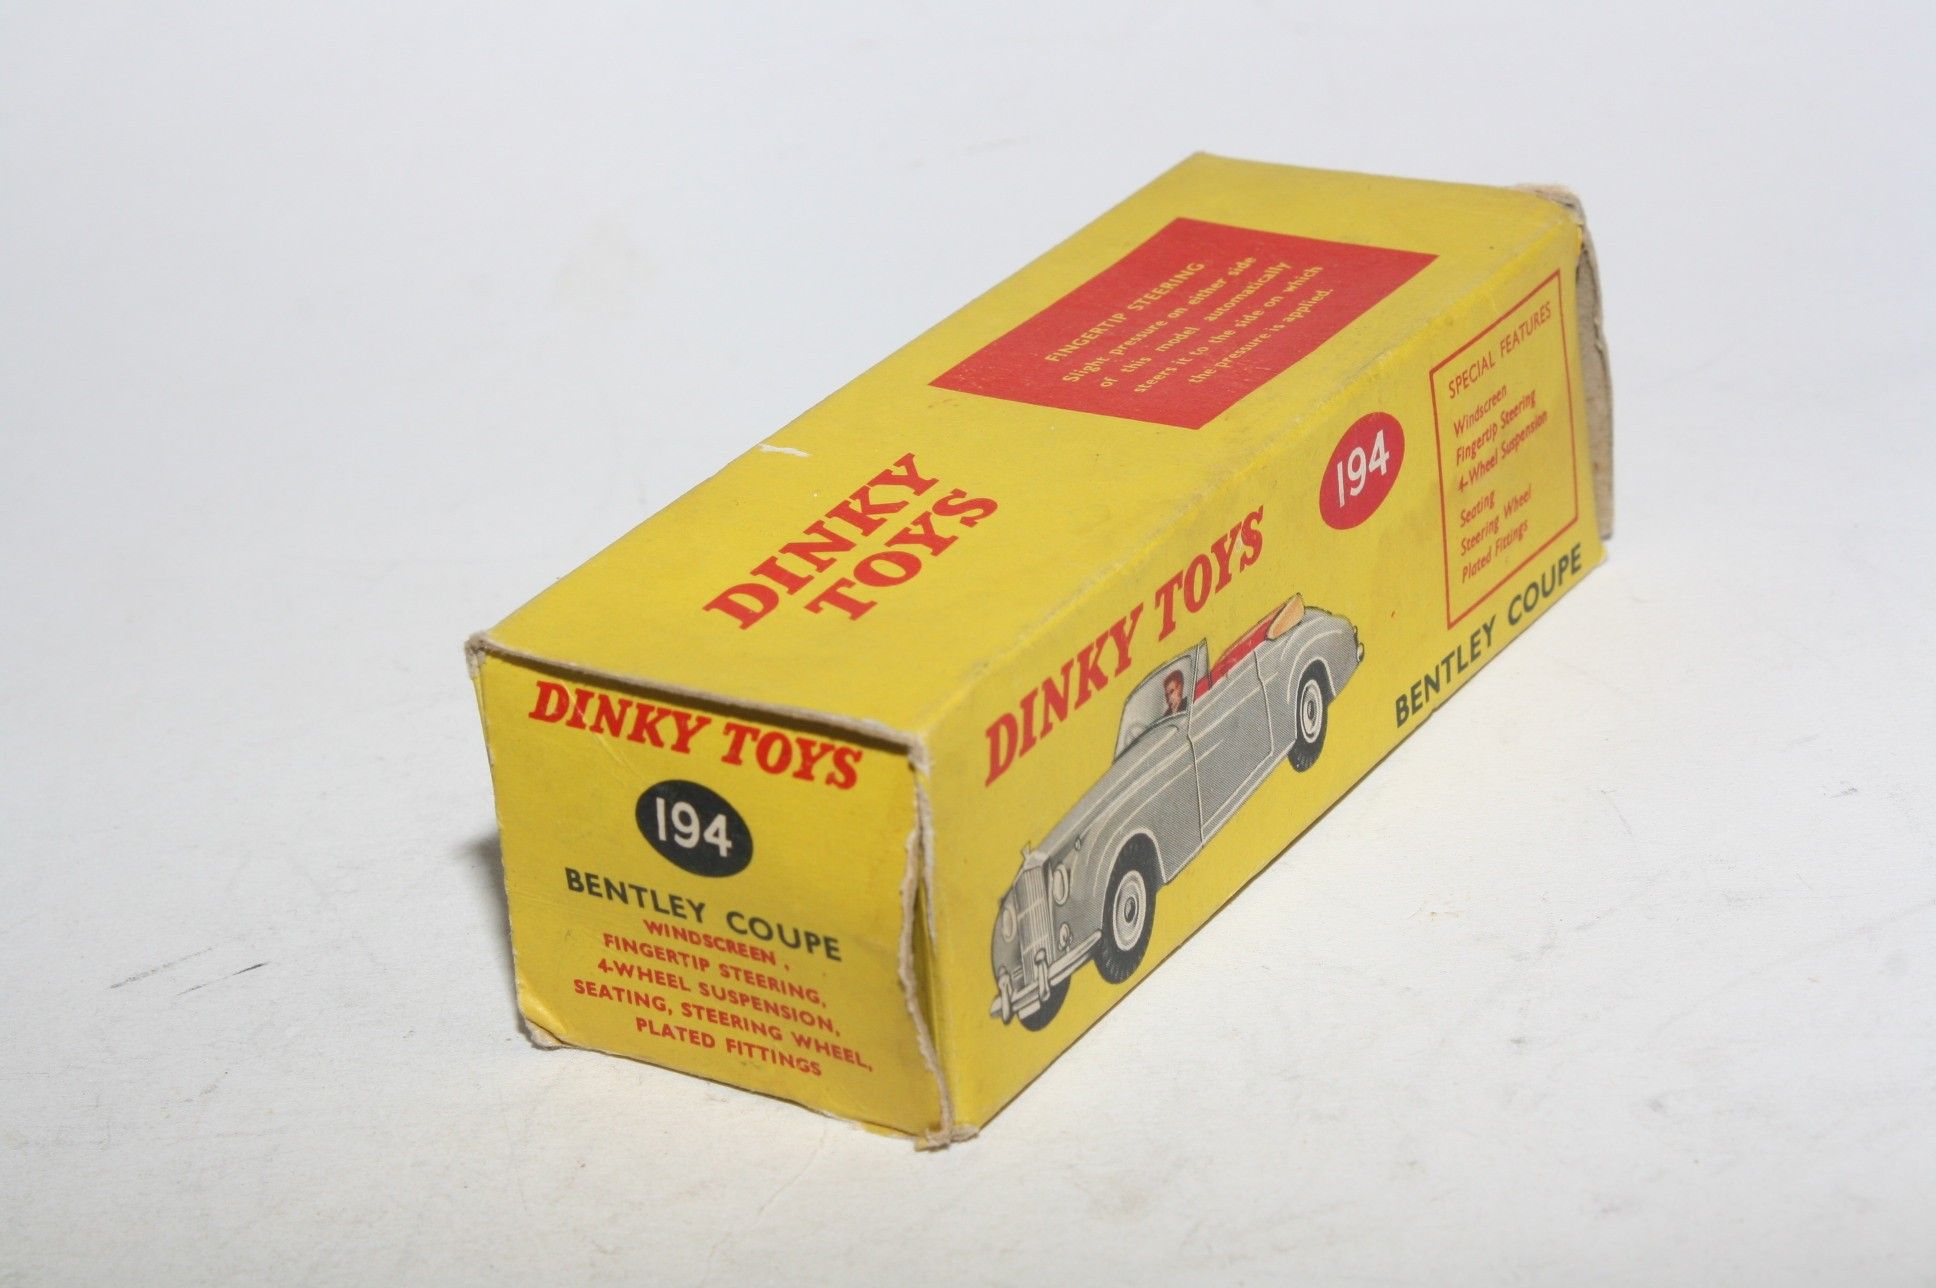 FINGERTIP STEERING
Slight pressure on either side
of this model automatically
steers it to the side on which
the pressure is applied.
DINKY
TOYS
DINKY TOYS
194
SPECIAL FEATURES
Windscreen
Fingertip Steering
4-Wheel Suspension
Seating
Steering Wheel
Plated Fittings
BENTLEY COUPE
DINKY TOYS
194
BENTLEY COUPE
WINDSCREEN,
FINGERTIP STEERING,
4-WHEEL SUSPENSION,
SEATING, STEERING WHEEL,
PLATED FITTINGS